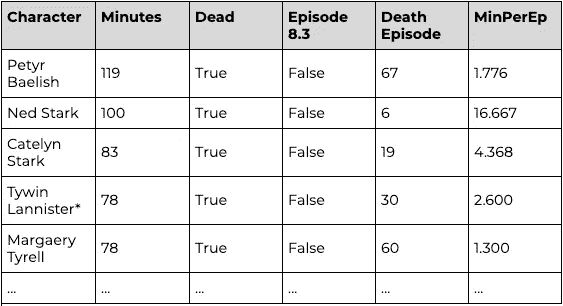 Character Minutes Dead Episode 8.3 Death Episode MinPerEp
Petyr Baelish 119 True False 67 1.776
Ned Stark 100 True False 6 16.667
Catelyn Stark 83 True False 19 4.368
Tywin Lannister* 78 True False 30 2.600
Margaery Tyrell 78 True False 60 1.300
... ... ... ... ... ...